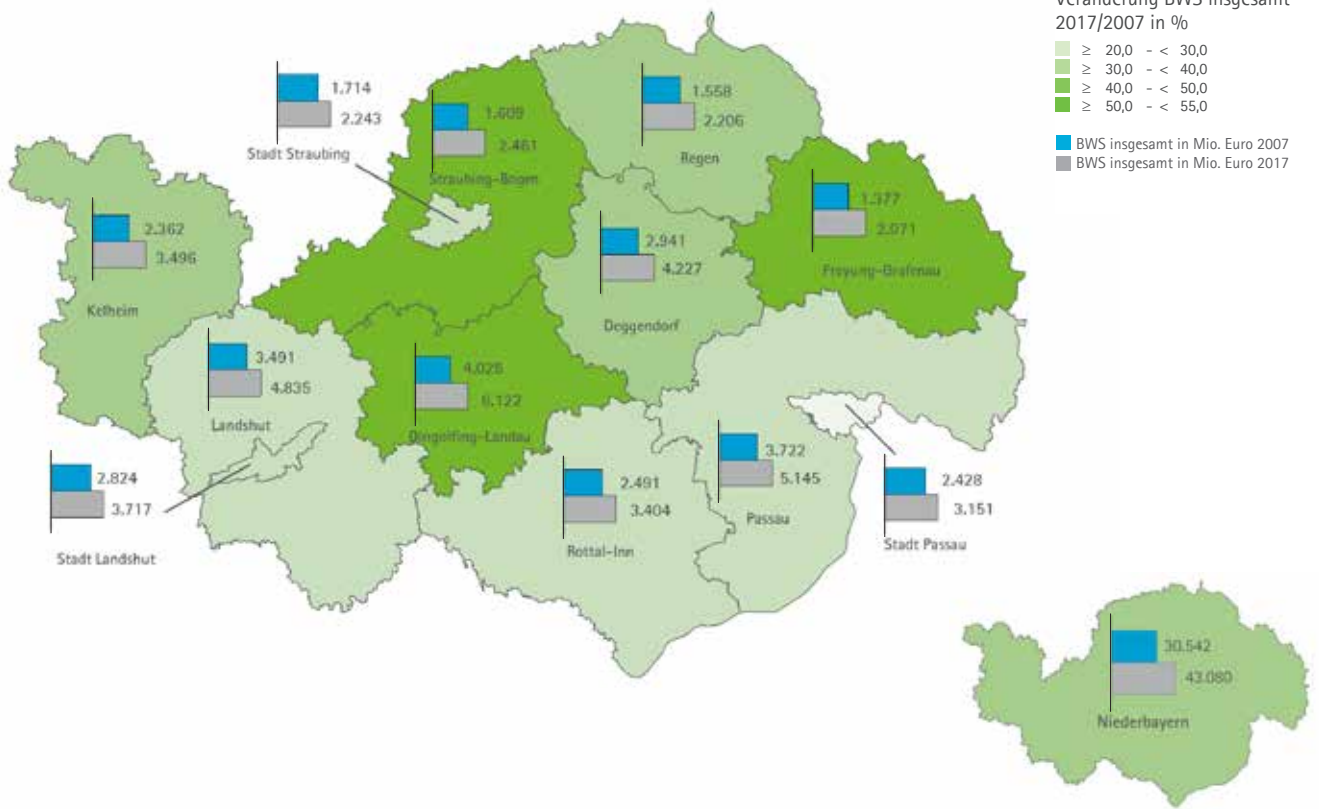 Veränderung BWS insgesamt
2017/2007 in %
≥ 20,0 - < 30,0
≥ 30,0 - < 40,0
≥ 40,0 - < 50,0
≥ 50,0 - < 55,0
BWS insgesamt in Mio. Euro 2007
BWS insgesamt in Mio. Euro 2017
1.714
2.243
Stadt Straubing
1.609
2.461
Straubing-Bogen
1.558
2.206
Regen
2.362
3.496
Kelheim
2.941
4.227
Deggendorf
1.377
2.071
Freyung-Grafenau
3.491
4.835
Landshut
4.028
6.122
Dingolfing-Landau
2.824
3.717
Stadt Landshut
2.491
3.404
Rottal-Inn
3.722
5.145
Passau
2.428
3.151
Stadt Passau
30.542
43.080
Niederbayern